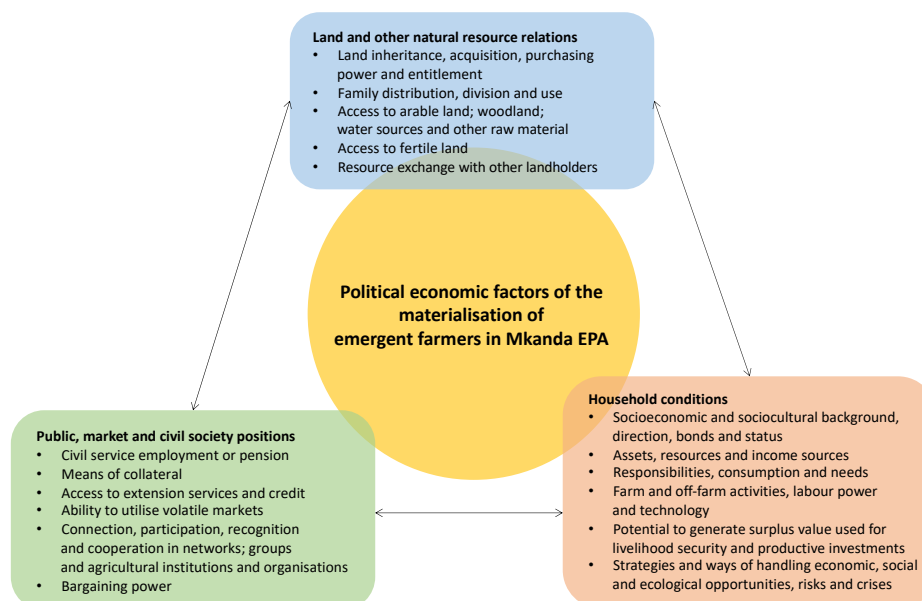 Land and other natural resource relations
• Land inheritance, acquisition, purchasing
power and entitlement
• Family distribution, division and use
• Access to arable land; woodland;
water sources and other raw material
• Access to fertile land
• Resource exchange with other landholders
Political economic factors of the
materialisation of
emergent farmers in Mkanda EPA
Public, market and civil society positions
• Civil service employment or pension
• Means of collateral
• Access to extension services and credit
• Ability to utilise volatile markets
• Connection, participation, recognition
and cooperation in networks; groups
and agricultural institutions and organisations
• Bargaining power
Household conditions
• Socioeconomic and sociocultural background,
direction, bonds and status
• Assets, resources and income sources
• Responsibilities, consumption and needs
• Farm and off-farm activities, labour power
and technology
• Potential to generate surplus value used for
livelihood security and productive investments
• Strategies and ways of handling economic, social
and ecological opportunities, risks and crises